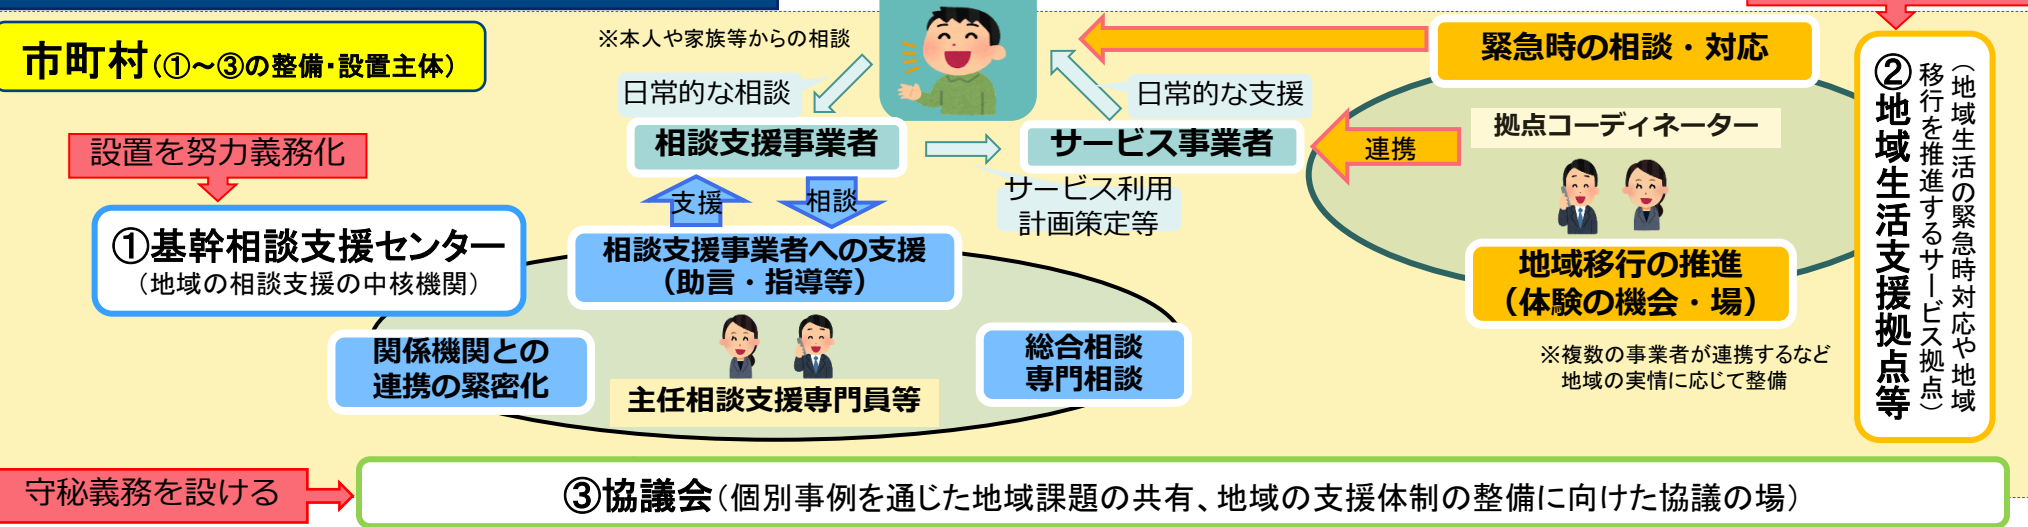 市町村（①～③の整備・設置主体）
※本人や家族等からの相談
日常的な相談
日常的な支援
相談支援事業者
サービス事業者
サービス利用
計画策定等
支援
相談
設置を努力義務化
①基幹相談支援センター
（地域の相談支援の中核機関）
相談支援事業者への支援
（助言・指導等）
関係機関との
連携の緊密化
主任相談支援専門員等
総合相談
専門相談
緊急時の相談・対応
拠点コーディネーター
連携
地域移行の推進
（体験の機会・場）
※複数の事業者が連携するなど
地域の実情に応じて整備
②地域生活支援拠点等
（地域生活の緊急時対応や地域
移行を推進するサービス拠点）
守秘義務を設ける
③協議会（個別事例を通じた地域課題の共有、地域の支援体制の整備に向けた協議の場）